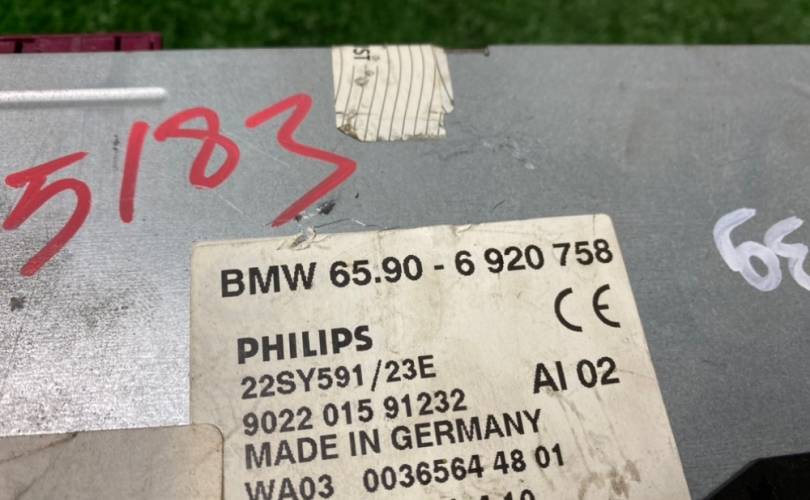 ST
5183
BMW 65.90 - 6 920 758
CE
PHILIPS
22SY591/23E
AI 02
9022 015 91232
MADE IN GERMANY
WA03 0036564 48 01